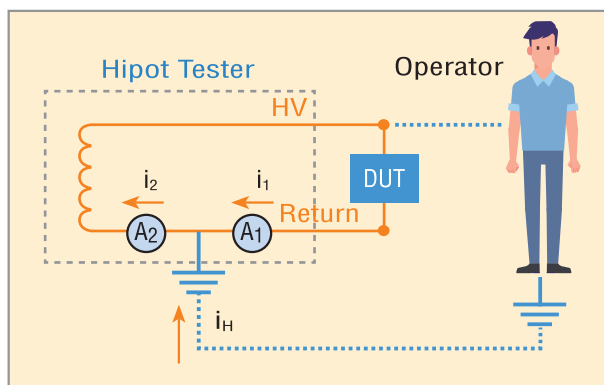 Hipot Tester
Operator
HV
DUT
i2
i1
Return
A2
A1
iH